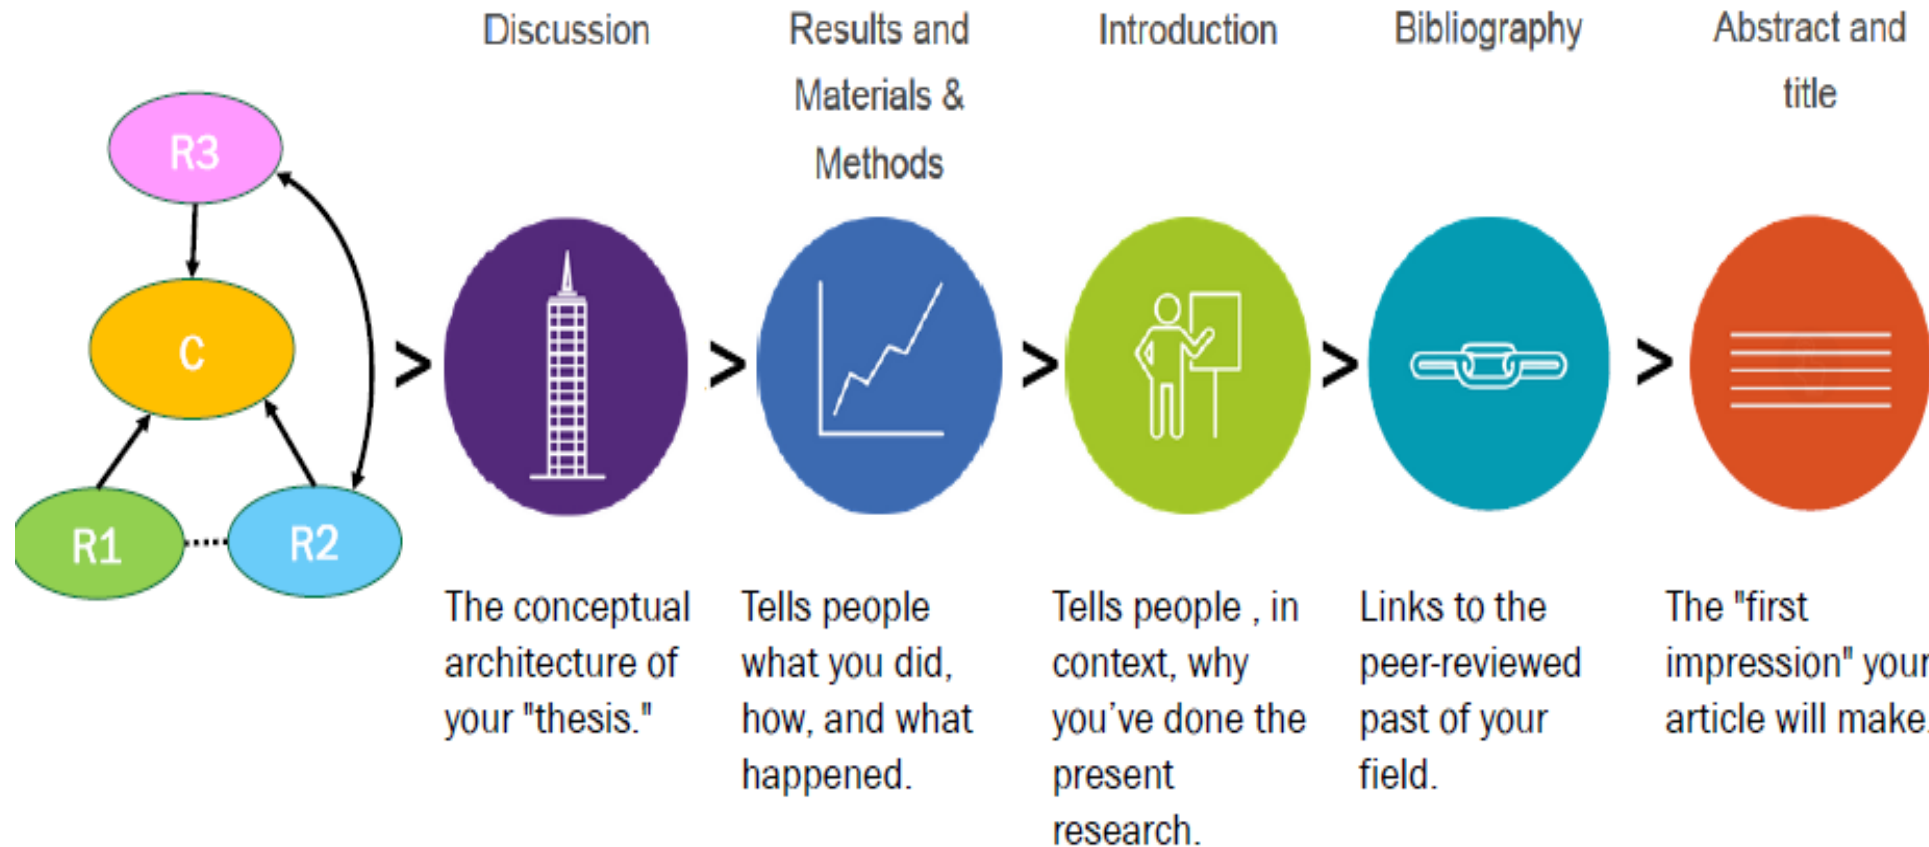 Discussion
Results and
Materials &
Methods
Introduction
Bibliography
Abstract and
title
R3
C
R1
R2
>
>
>
>
>
The conceptual
architecture of
your "thesis."
Tells people
what you did,
how, and what
happened.
Tells people , in
context, why
you’ve done the
present
research.
Links to the
peer-reviewed
past of your
field.
The "first
impression" your
article will make.